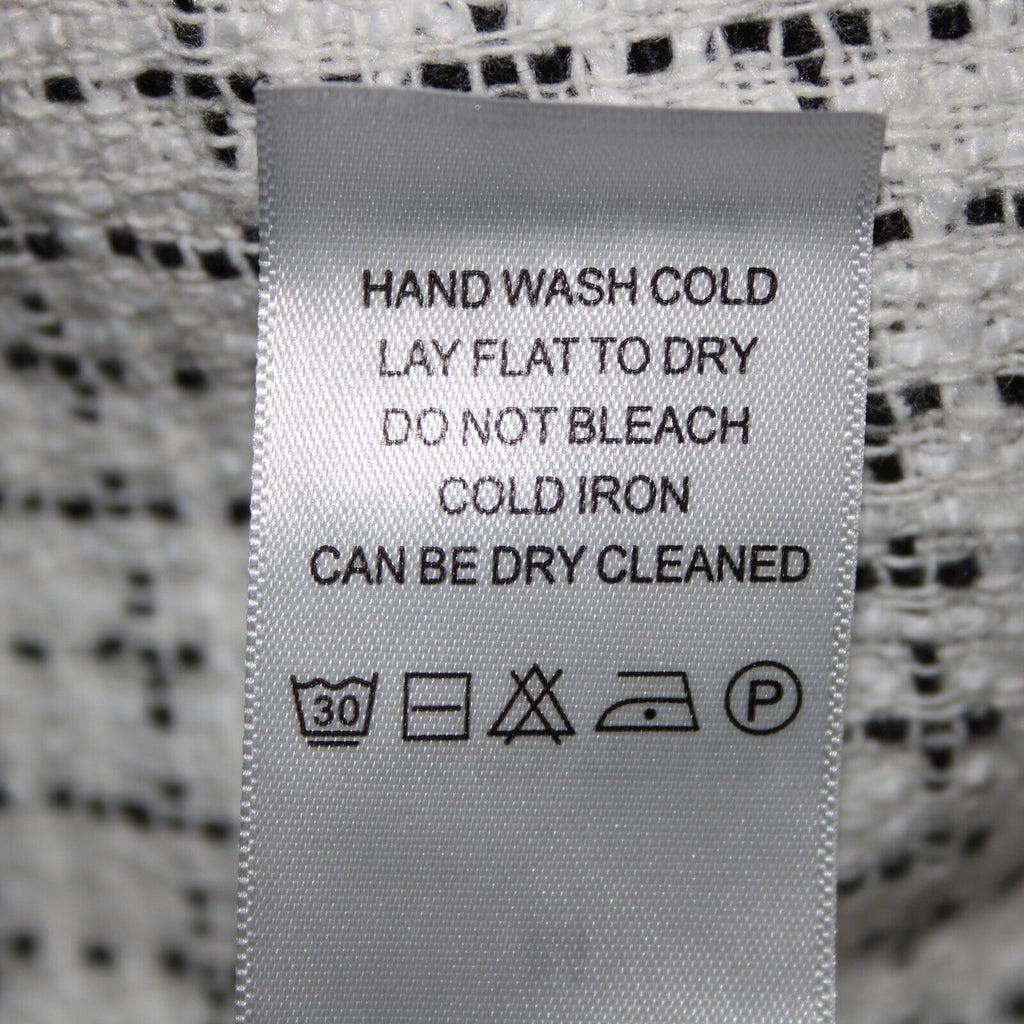 HAND WASH COLD
LAY FLAT TO DRY
DO NOT BLEACH
COLD IRON
CAN BE DRY CLEANED
30 P